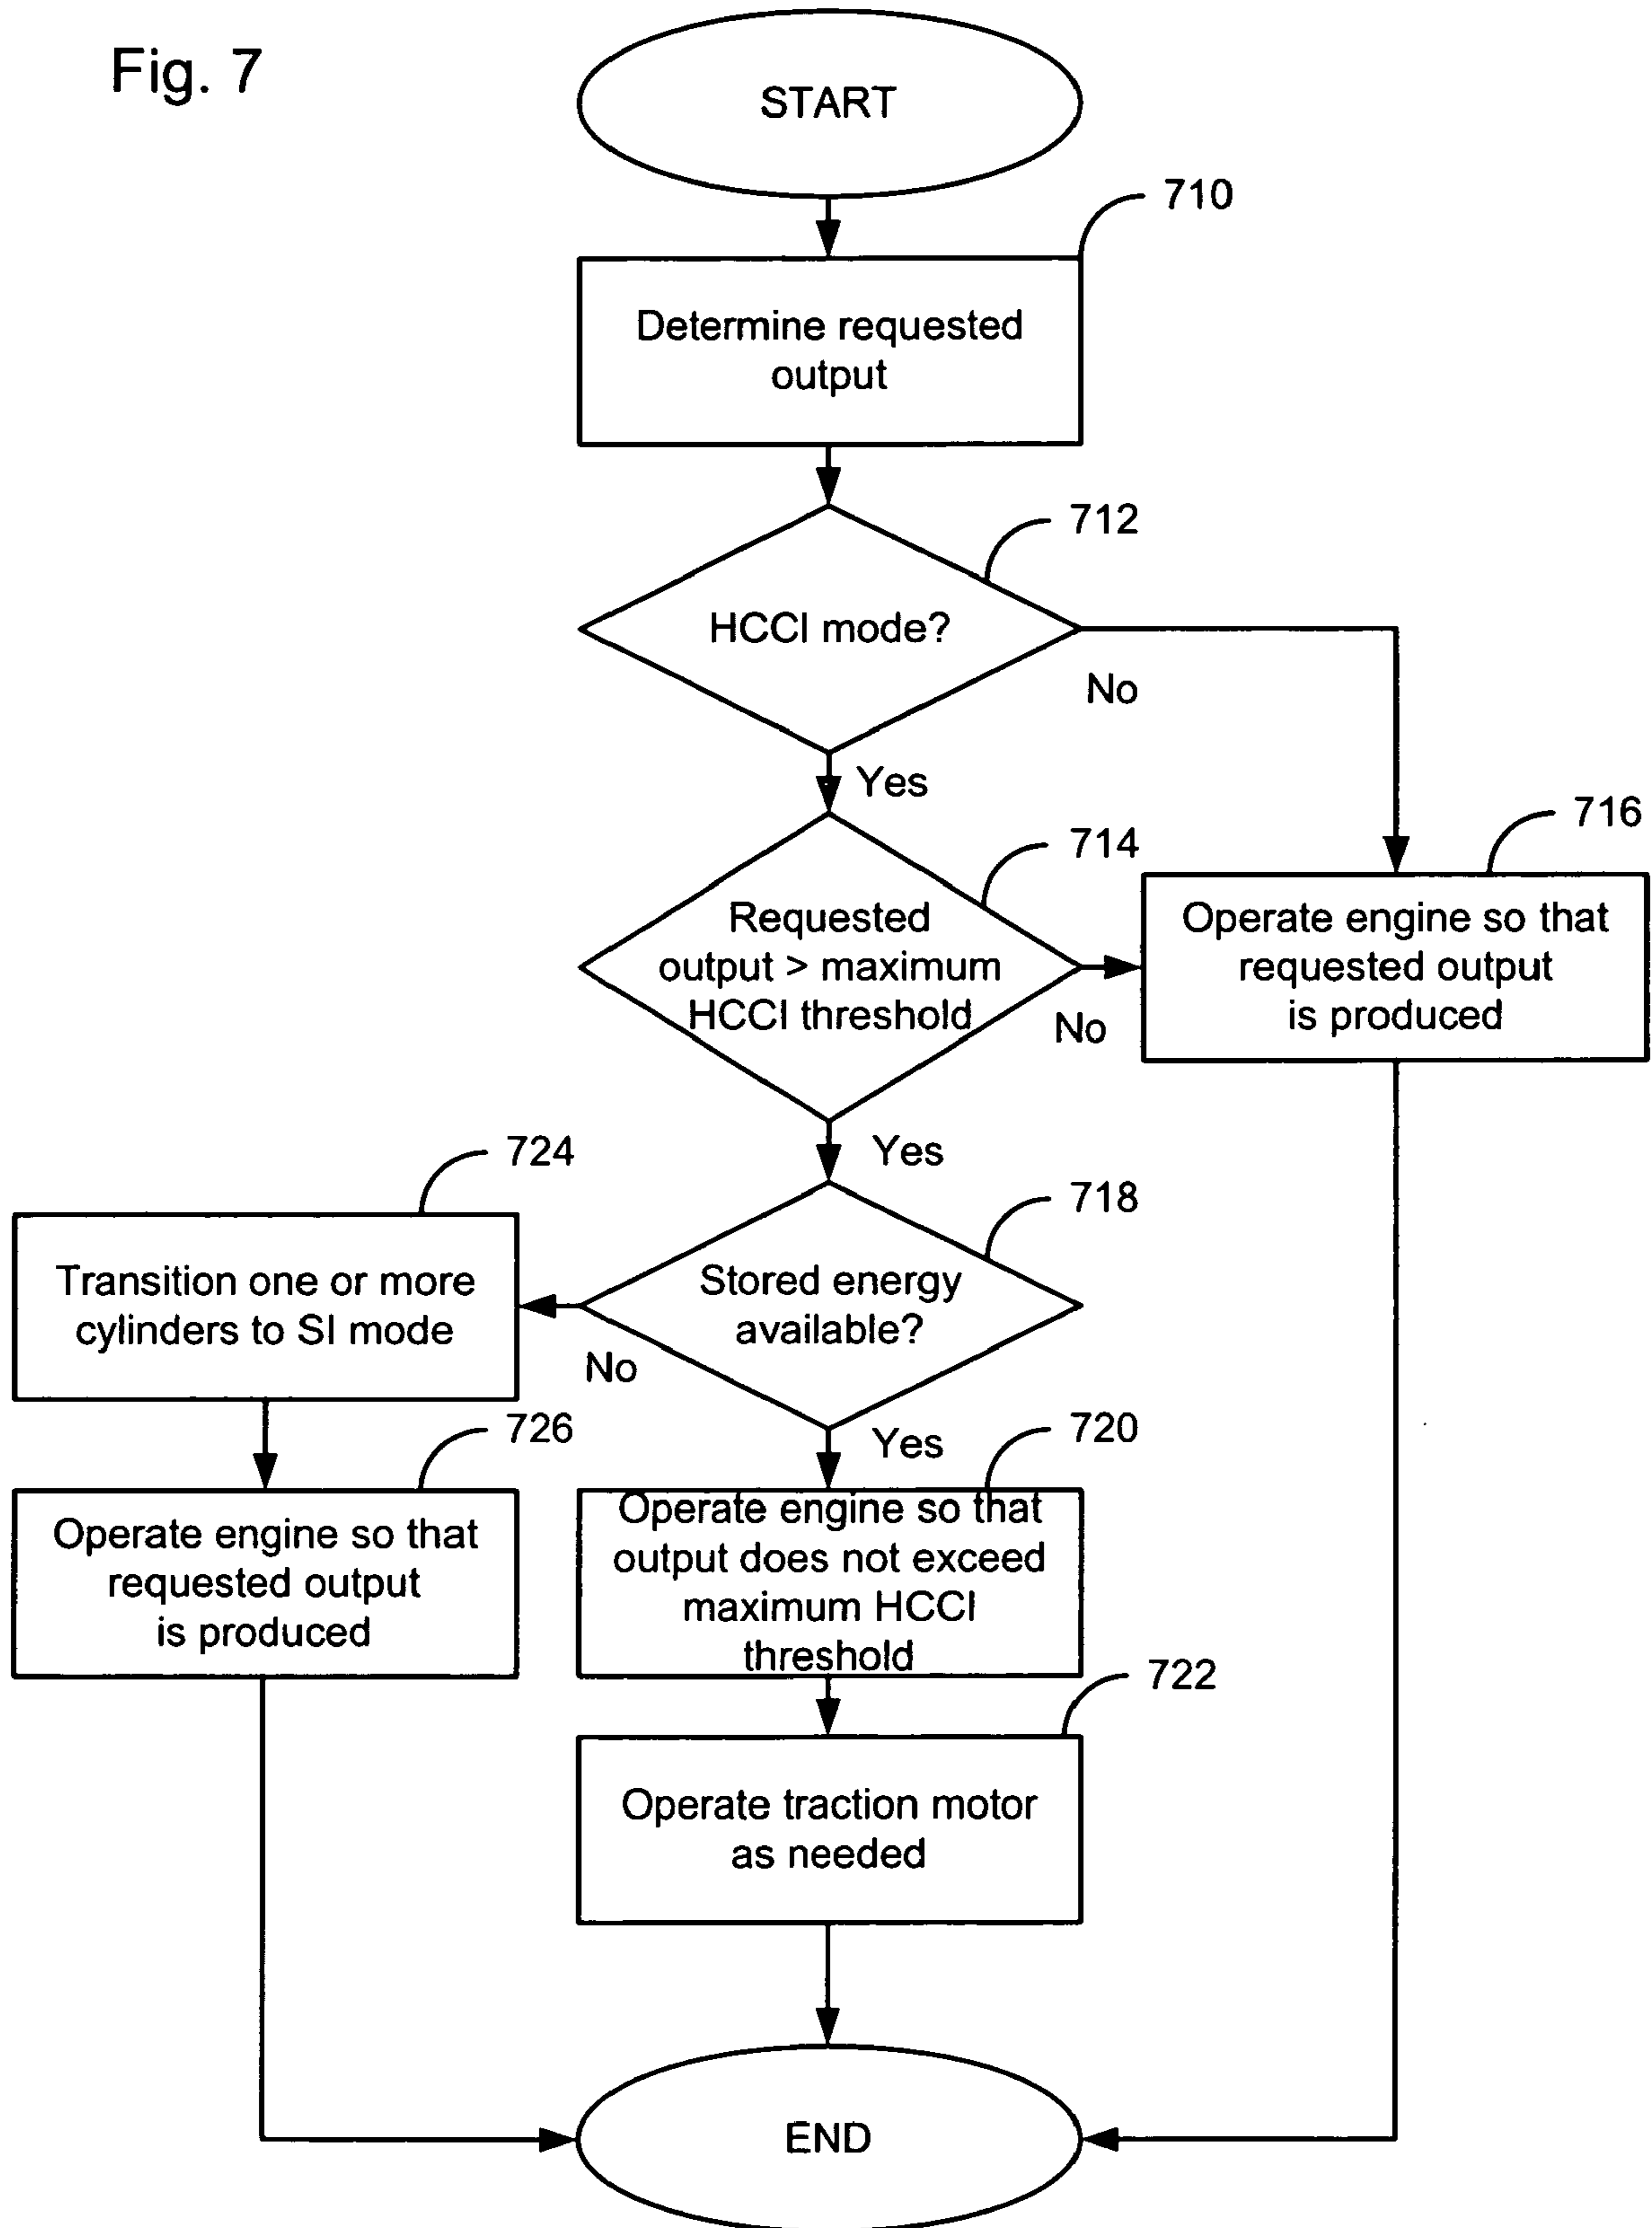 Fig. 7
START
710
Determine requested
output
712
HCCI mode?
No
Yes
714
716
Requested
output > maximum
HCCI threshold
No
Operate engine so that
requested output
is produced
Yes
724
718
Transition one or more
cylinders to SI mode
Stored energy
available?
No
Yes
726
720
Operate engine so that
requested output
is produced
Operate engine so that
output does not exceed
maximum HCCI
threshold
722
Operate traction motor
as needed
END